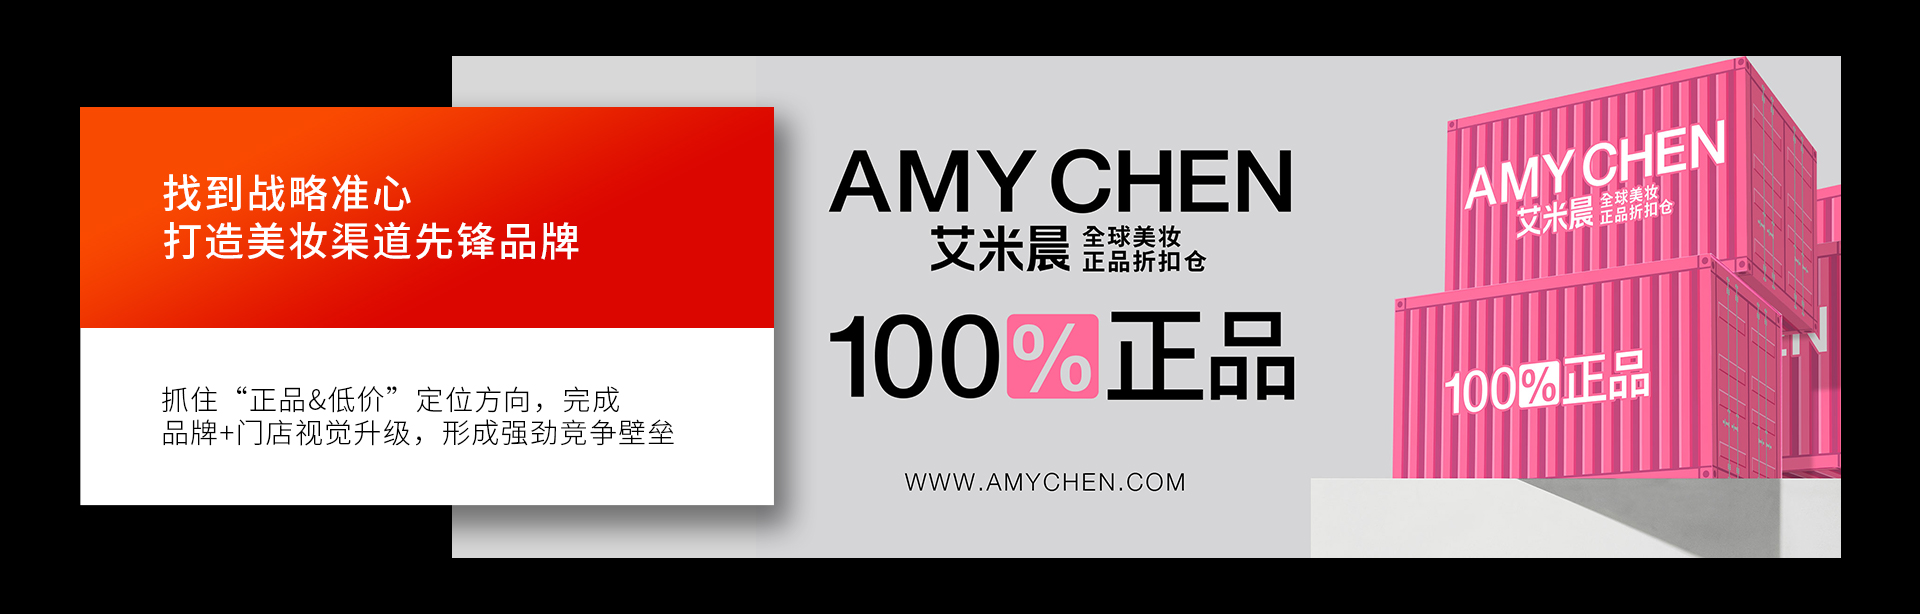 找到战略准心
打造美妆渠道先锋品牌
抓住“正品&低价”定位方向，完成
品牌+门店视觉升级，形成强劲竞争壁垒
AMY CHEN
艾米晨 全球美妆
正品折扣仓
100%正品
WWW.AMYCHEN.COM
AMY CHEN
艾米晨 全球美妆
正品折扣仓
100%正品